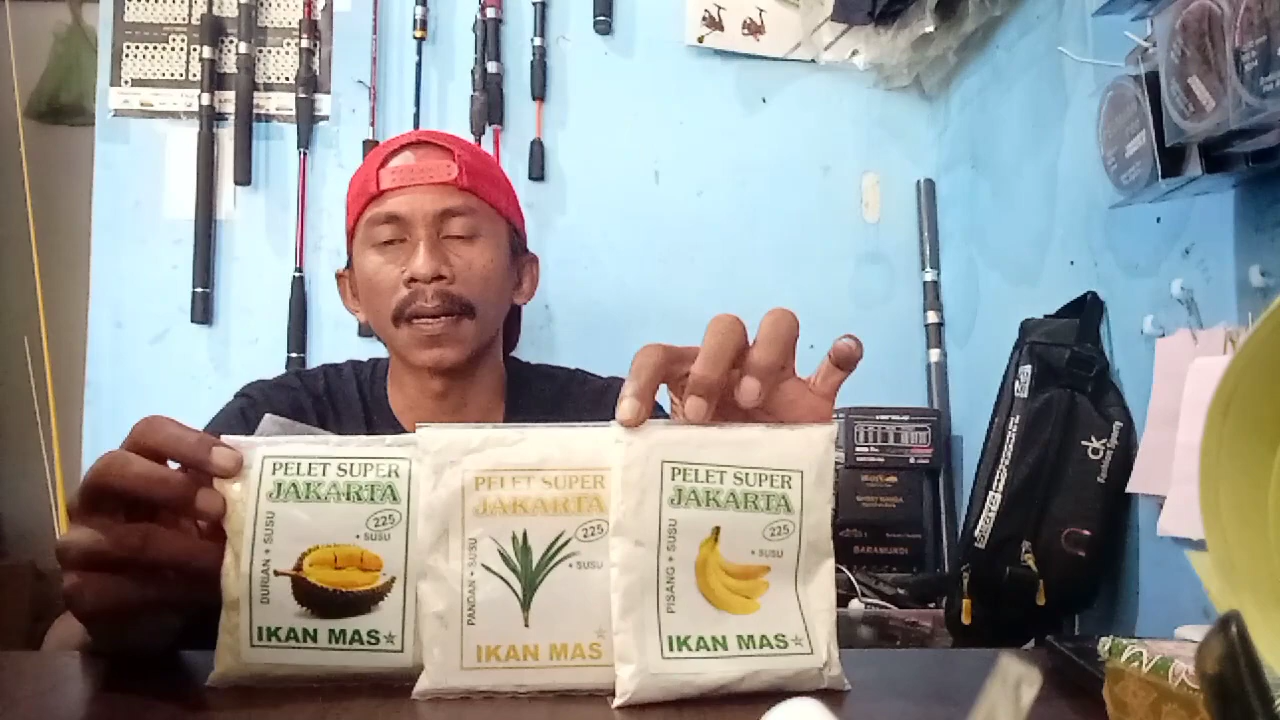 PELET SUPER
JAKARTA
225
+ SUSU
DURIAN + SUSU
IKAN MAS
PELET SUPER
JAKARTA
225
+ SUSU
PANDAN + SUSU
IKAN MAS
PELET SUPER
JAKARTA
225
+ SUSU
PISANG + SUSU
IKAN MAS
BARAMUNDI
ck